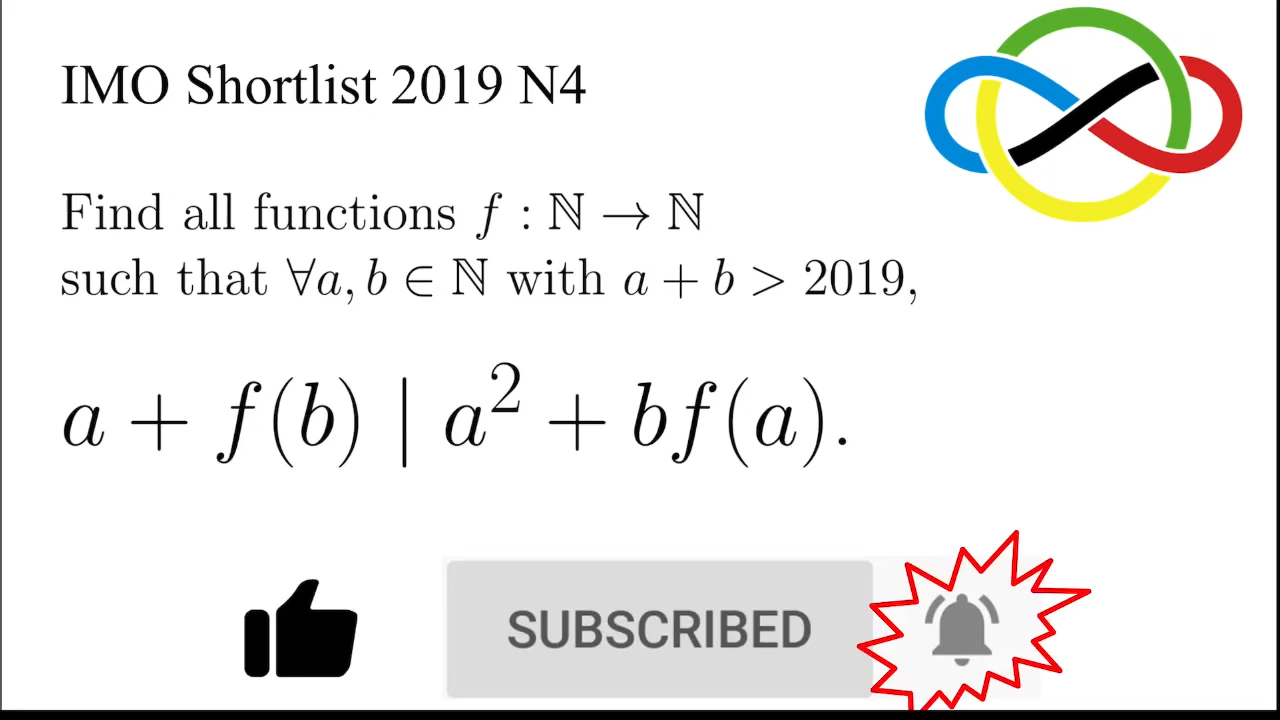 IMO Shortlist 2019 N4
Find all functions f : ℕ → ℕ
such that ∀a, b ∈ ℕ with a + b > 2019,
a + f(b) | a² + bf(a).
SUBSCRIBED